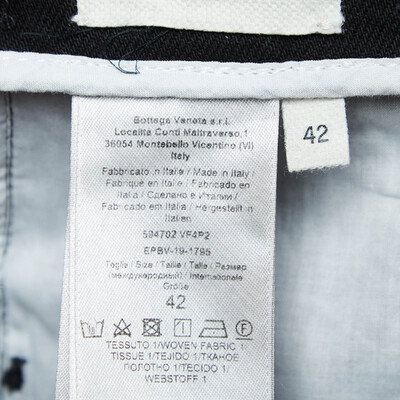 Bottega Veneta s.r.l.
Località Conti Maltraverso,1
36054 Montebello Vicentino (VI)
Italy
Fabbricato in Italia / Made in Italy /
Fabriqué en Italie / Fabricado en
Italia / Сделано в Италии /
Fabricado em Itália / Hergestellt in
Italien
594702 VF4P2
EPBV-19-1785
Taglia / Size / Taille / Talla / Размер
(международный) / Internationale
Größe
42
TESSUTO 1/WOVEN FABRIC 1/
TISSUE 1/TEJIDO 1/ТКАНОЕ
ПОЛОТНО 1/TECIDO 1/
WEBSTOFF 1
42